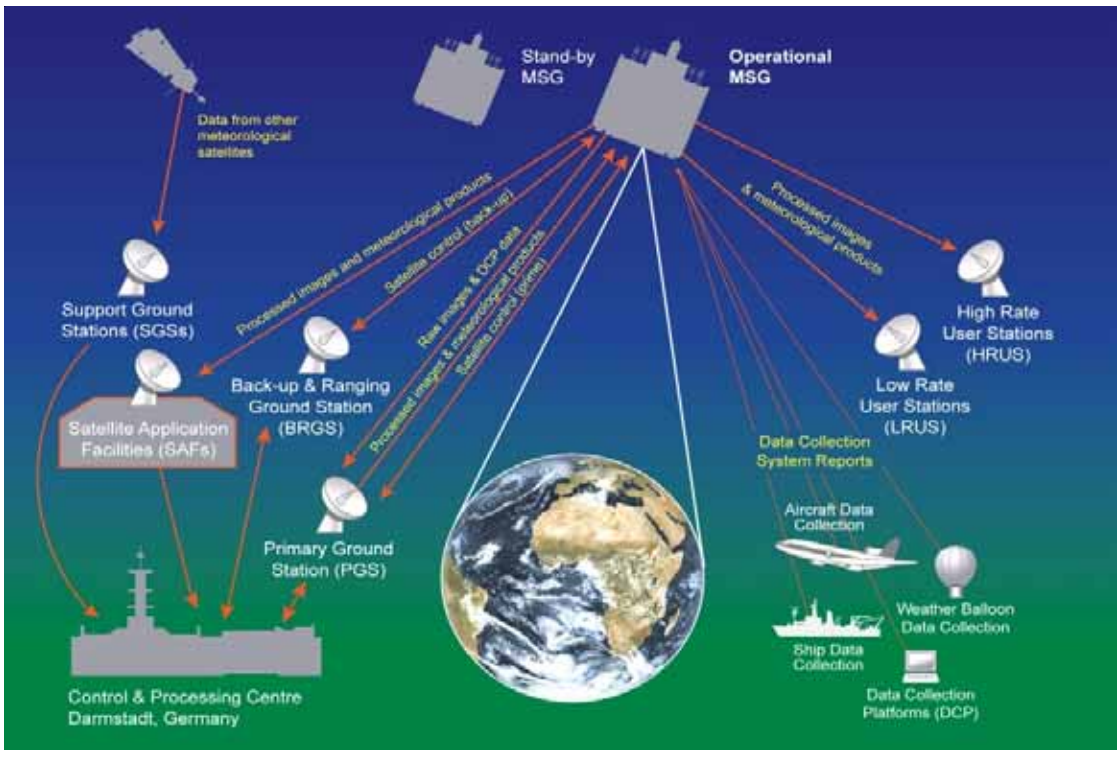 Stand-by
MSG
Operational
MSG
Data from other
meteorological
satellites
Processed images and meteorological products
Satellite control (back-up)
Raw images & DCP data
Processed images & meteorological products
Satellite control (prime)
Processed images
& meteorological products
Support Ground
Stations (SGSs)
High Rate
User Stations
(HRUS)
Back-up & Ranging
Ground Station
(BRGS)
Low Rate
User Stations
(LRUS)
Satellite Application
Facilities (SAFs)
Data Collection
System Reports
Aircraft Data
Collection
Primary Ground
Station (PGS)
Weather Balloon
Data Collection
Ship Data
Collection
Control & Processing Centre
Darmstadt, Germany
Data Collection
Platforms (DCP)